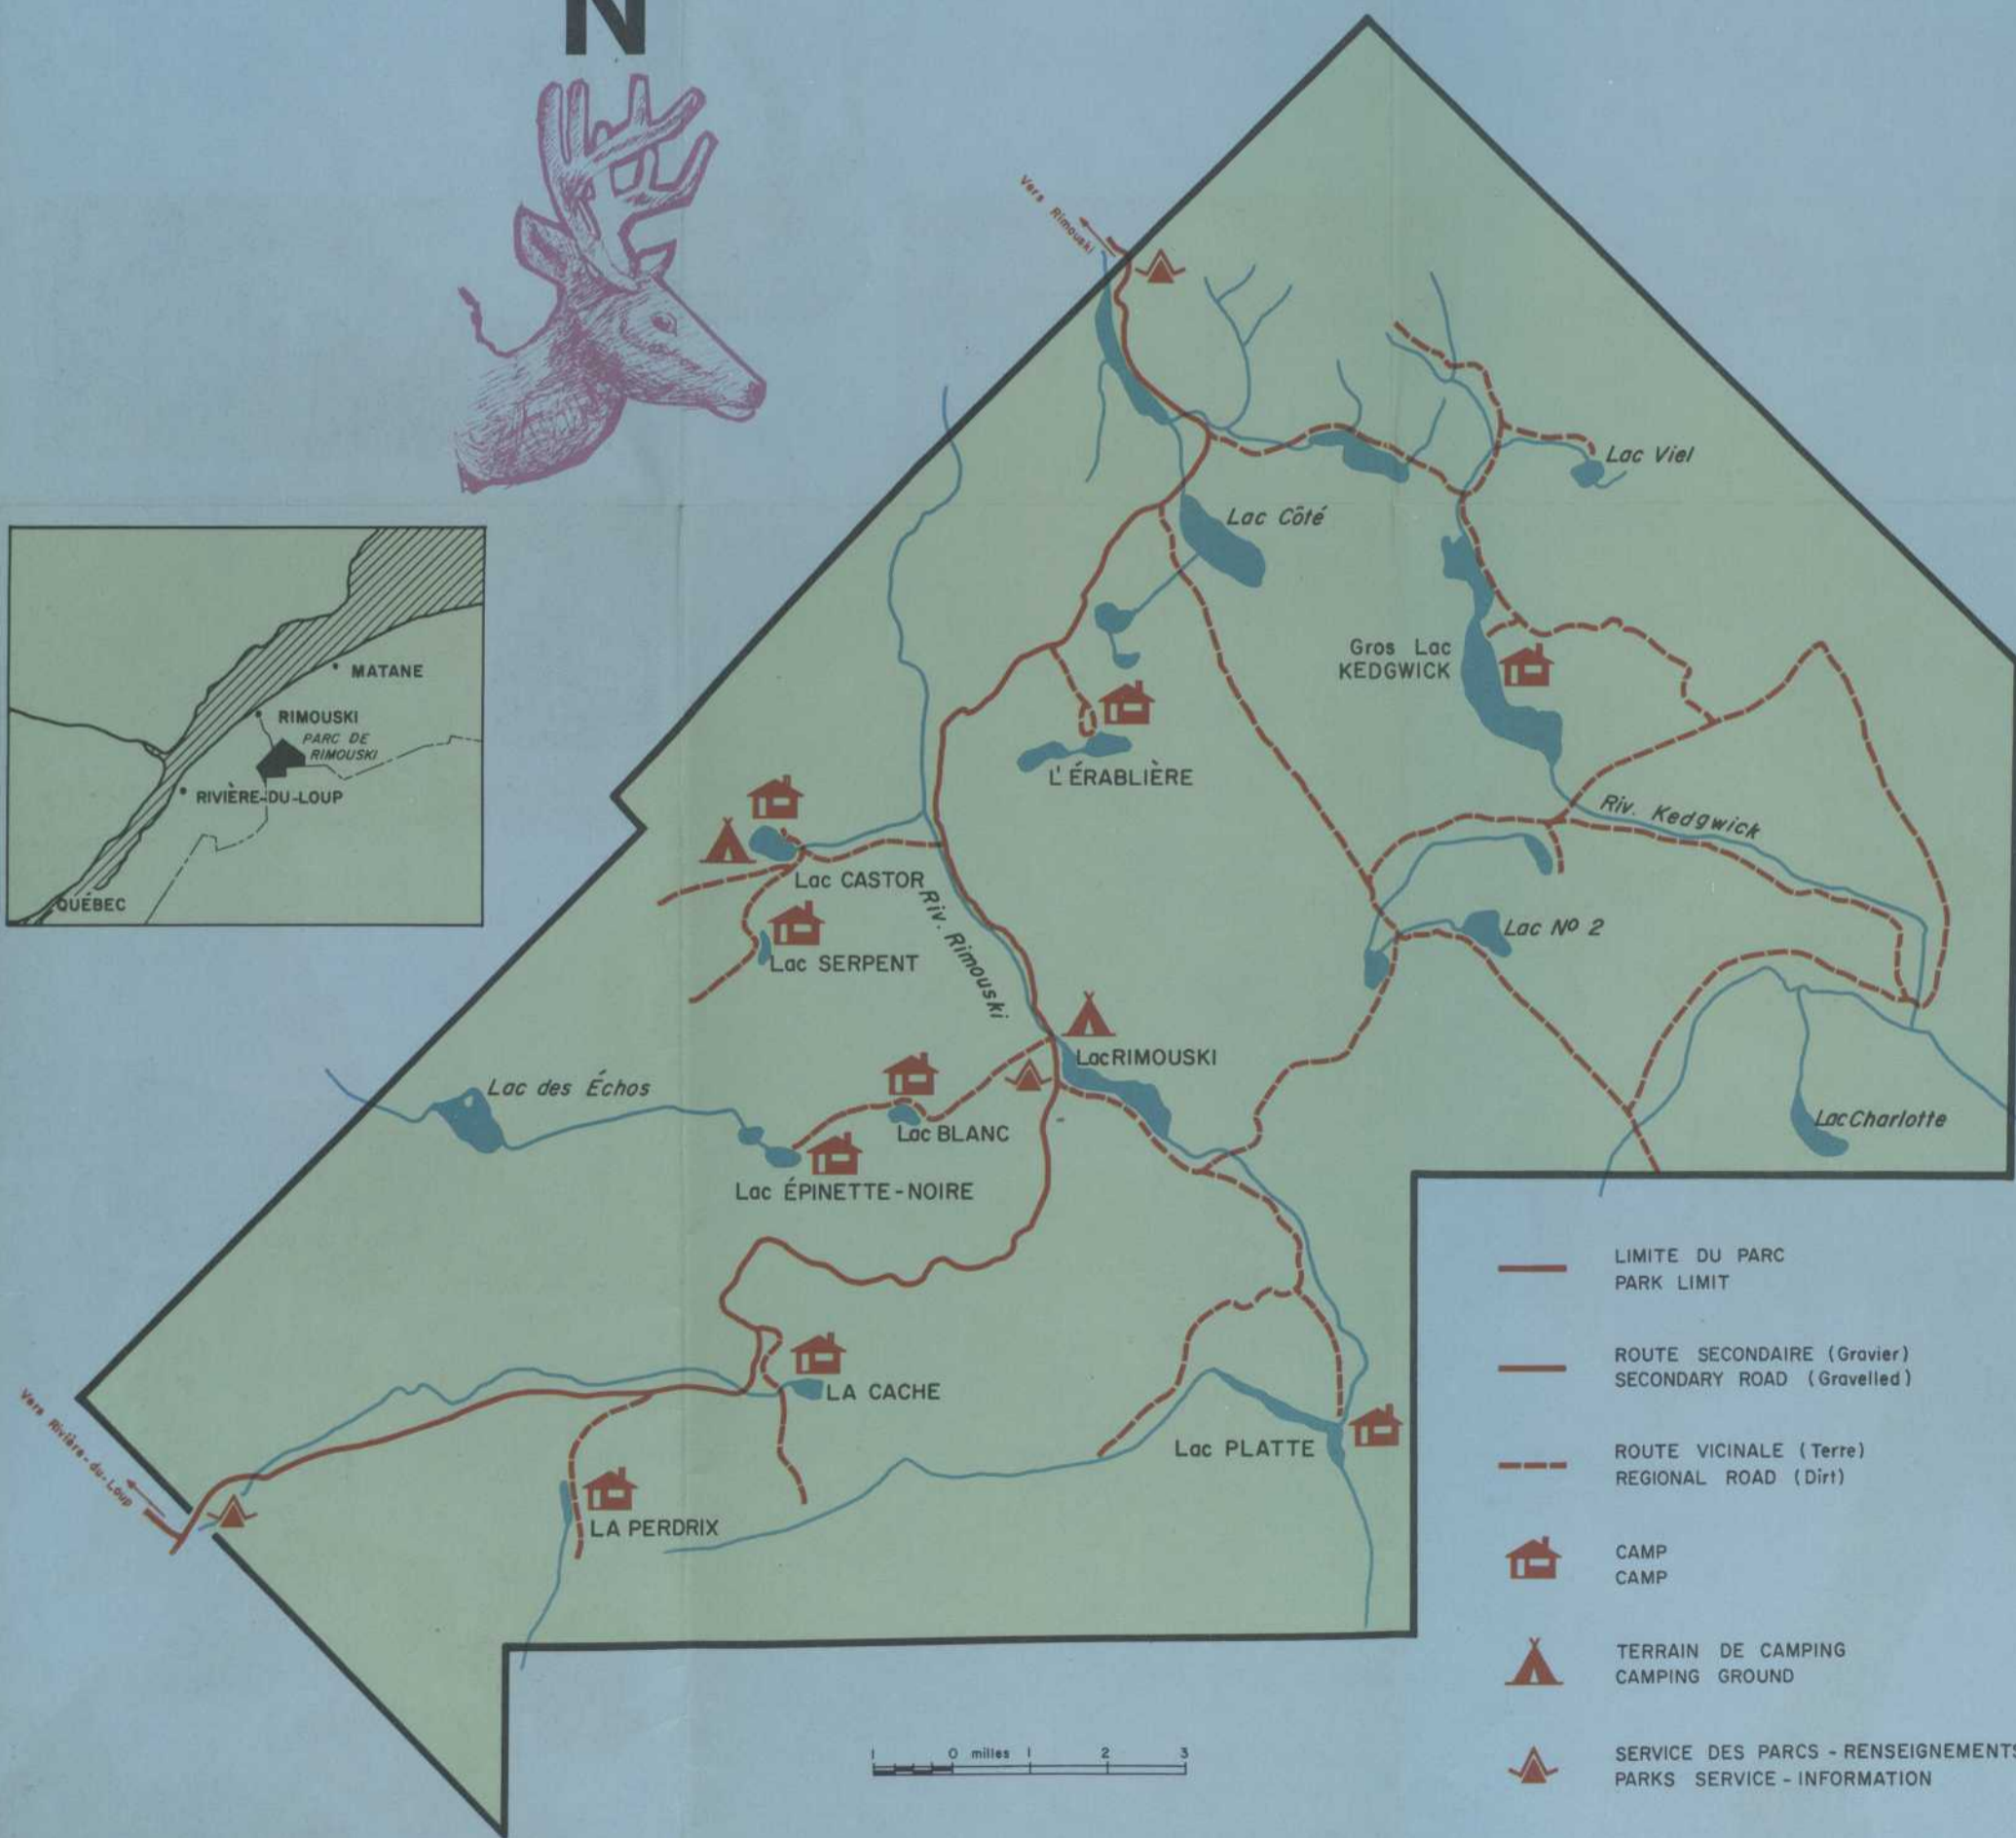 N
Vers Rimouski
Lac Viel
Lac Côté
Gros Lac
KEDGWICK
MATANE
RIMOUSKI
PARC DE
RIMOUSKI
RIVIÈRE-DU-LOUP
QUÉBEC
L'ÉRABLIÈRE
Riv. Kedgwick
Lac CASTOR
Riv. Rimouski
Lac Nº 2
Lac SERPENT
Lac RIMOUSKI
Lac des Échos
Lac BLANC
Lac Charlotte
Lac ÉPINETTE-NOIRE
LA CACHE
Lac PLATTE
Vers Rivière-du-Loup
LA PERDRIX
LIMITE DU PARC
PARK LIMIT
ROUTE SECONDAIRE (Gravier)
SECONDARY ROAD (Gravelled)
ROUTE VICINALE (Terre)
REGIONAL ROAD (Dirt)
CAMP
CAMP
TERRAIN DE CAMPING
CAMPING GROUND
SERVICE DES PARCS - RENSEIGNEMENTS
PARKS SERVICE - INFORMATION
1 0 milles 1 2 3